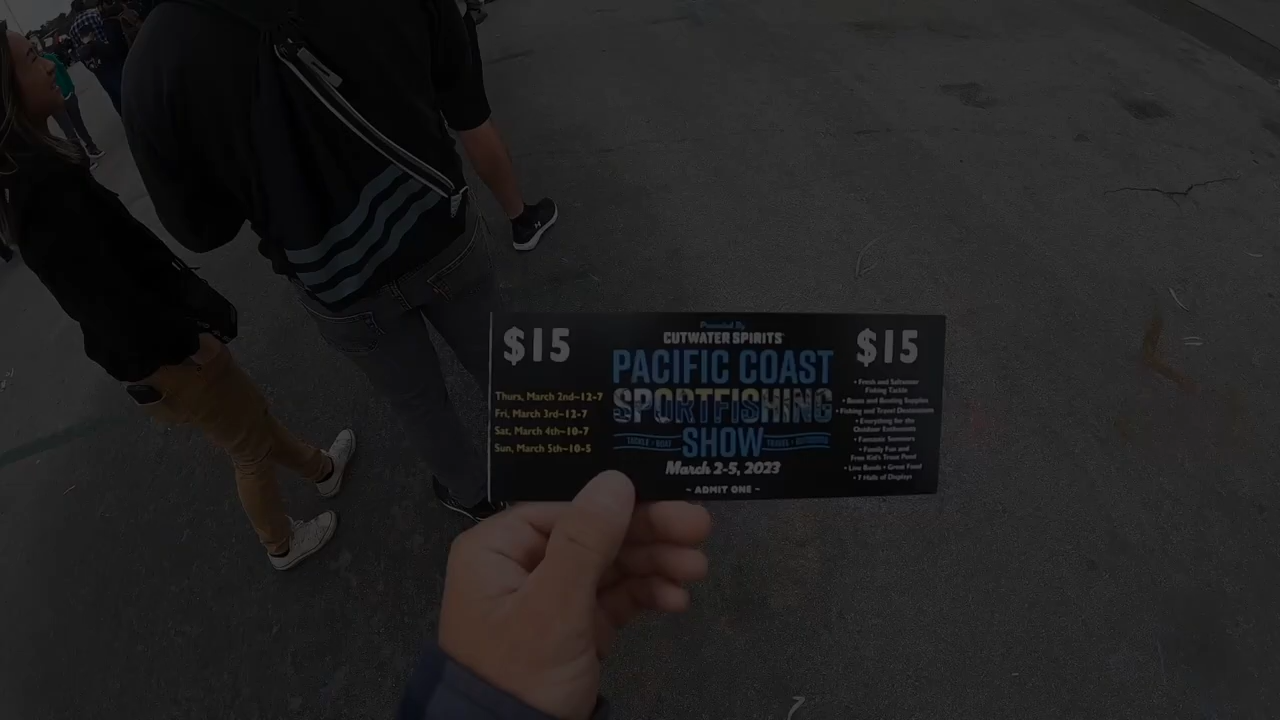 $15
Thurs, March 2nd~12-7
Fri, March 3rd~12-7
Sat, March 4th~10-7
Sun, March 5th~10-5
Presented By
CUTWATER SPIRITS
PACIFIC COAST
SPORTFISHING
SHOW
TACKLE • BOAT
TRAVEL • OUTDOORS
March 2-5, 2023
~ ADMIT ONE ~
$15
• Fresh and Saltwater
Fishing Tackle
• Boats and Boating Supplies
• Fishing and Travel Destinations
• Everything for the
Outdoor Enthusiasts
• Fantastic Seminars
• Family Fun and
Free Kid's Trout Pond
• Live Bands • Great Food
• 7 Halls of Displays